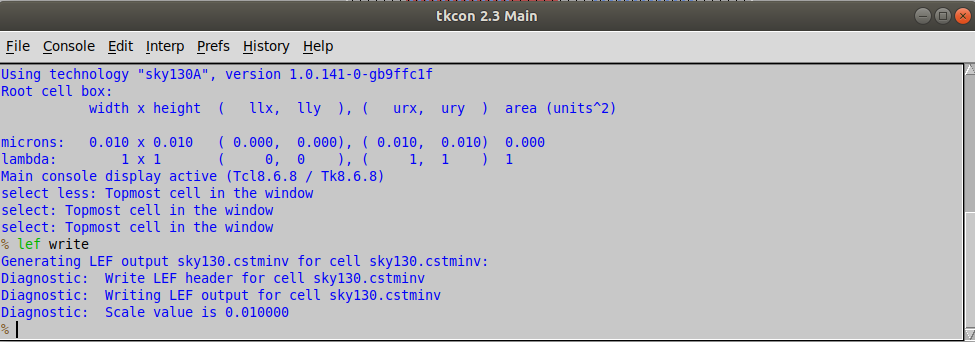 tkcon 2.3 Main
File Console Edit Interp Prefs History Help
Using technology "sky130A", version 1.0.141-0-gb9ffc1f
Root cell box:
width x height ( llx, lly ), ( urx, ury ) area (units^2)
microns: 0.010 x 0.010 ( 0.000, 0.000), ( 0.010, 0.010) 0.000
lambda: 1 x 1 ( 0, 0 ), ( 1, 1 ) 1
Main console display active (Tcl8.6.8 / Tk8.6.8)
select less: Topmost cell in the window
select: Topmost cell in the window
select: Topmost cell in the window
% lef write
Generating LEF output sky130.cstminv for cell sky130.cstminv:
Diagnostic: Write LEF header for cell sky130.cstminv
Diagnostic: Writing LEF output for cell sky130.cstminv
Diagnostic: Scale value is 0.010000
%